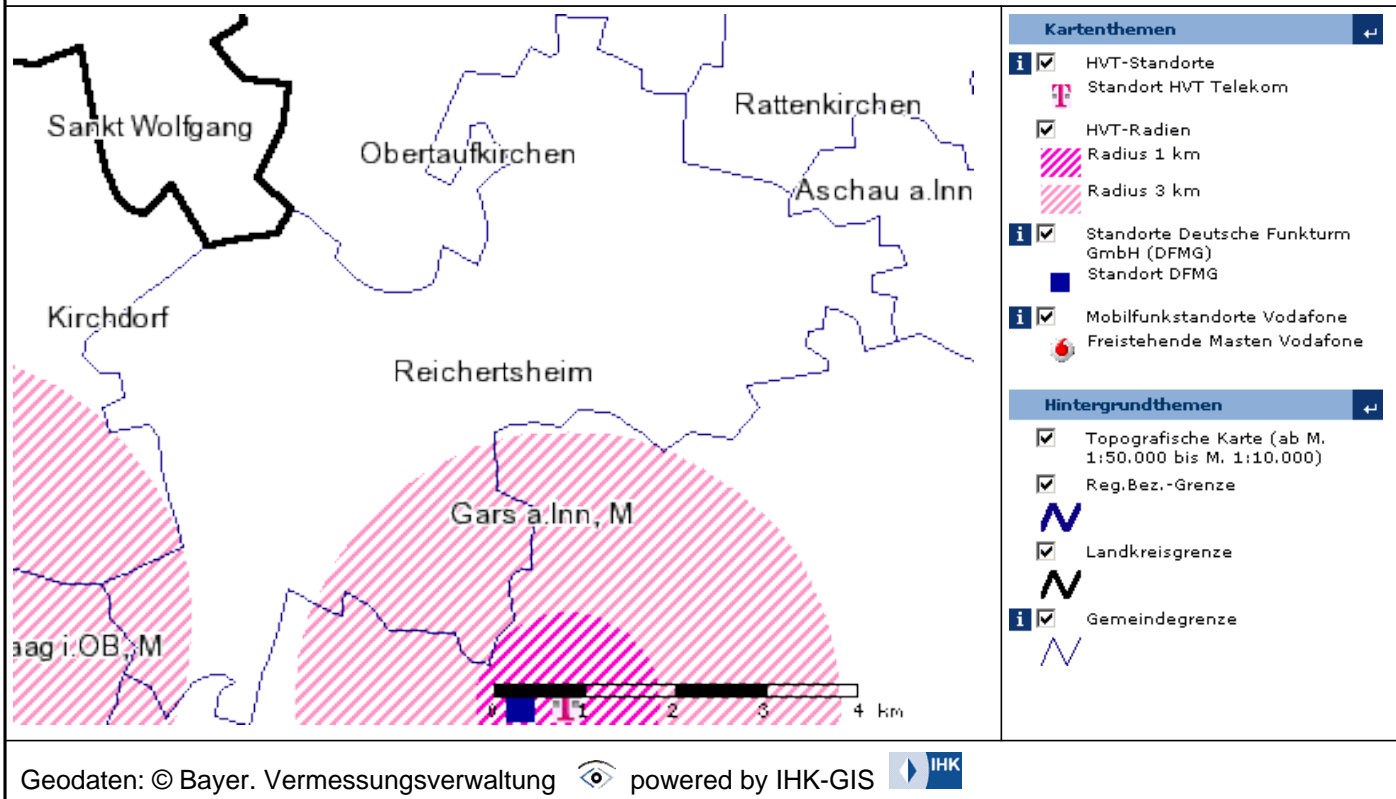 Sankt Wolfgang
Obertaufkirchen
Rattenkirchen
Aschau a.Inn
Kirchdorf
Reichertsheim
Gars a.Inn, M
aag i.OB, M
0 1 2 3 4 km
Kartenthemen
i HVT-Standorte
T Standort HVT Telekom
HVT-Radien
Radius 1 km
Radius 3 km
i Standorte Deutsche Funkturm
GmbH (DFMG)
Standort DFMG
i Mobilfunkstandorte Vodafone
Freistehende Masten Vodafone
Hintergrundthemen
Topografische Karte (ab M.
1:50.000 bis M. 1:10.000)
Reg.Bez.-Grenze
Landkreisgrenze
i Gemeindegrenze
Geodaten: © Bayer. Vermessungsverwaltung powered by IHK-GIS IHK